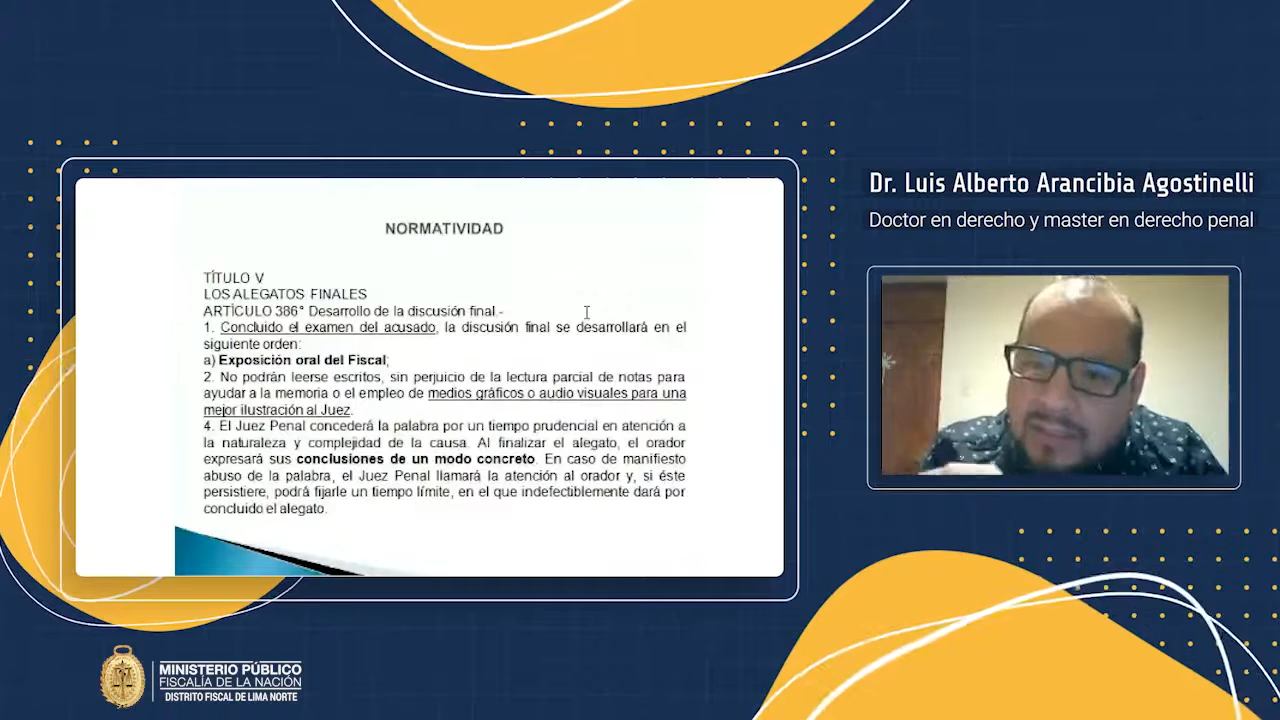 NORMATIVIDAD
TÍTULO V
LOS ALEGATOS FINALES
ARTÍCULO 386° Desarrollo de la discusión final.-
1. Concluido el examen del acusado, la discusión final se desarrollará en el
siguiente orden:
a) Exposición oral del Fiscal;
2. No podrán leerse escritos, sin perjuicio de la lectura parcial de notas para
ayudar a la memoria o el empleo de medios gráficos o audio visuales para una
mejor ilustración al Juez.
4. El Juez Penal concederá la palabra por un tiempo prudencial en atención a
la naturaleza y complejidad de la causa. Al finalizar el alegato, el orador
expresará sus conclusiones de un modo concreto. En caso de manifiesto
abuso de la palabra, el Juez Penal llamará la atención al orador y, si éste
persistiere, podrá fijarle un tiempo límite, en el que indefectiblemente dará por
concluido el alegato.
Dr. Luis Alberto Arancibia Agostinelli
Doctor en derecho y master en derecho penal
MINISTERIO PÚBLICO
FISCALÍA DE LA NACIÓN
DISTRITO FISCAL DE LIMA NORTE